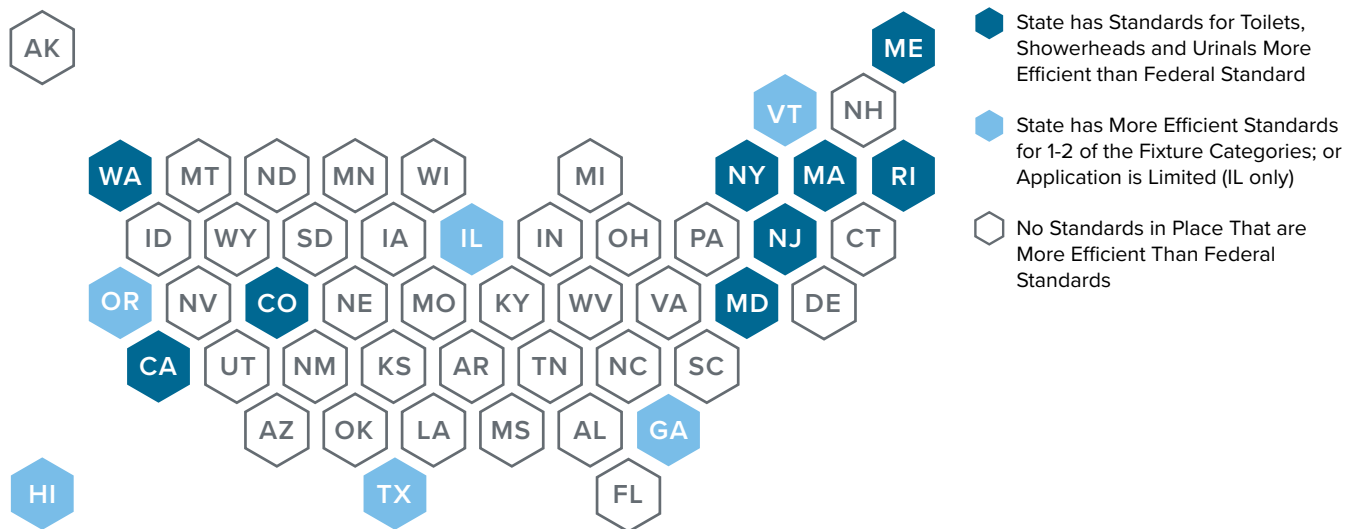 AK
ME
VT
NH
WA
MT
ND
MN
WI
MI
NY
MA
RI
ID
WY
SD
IA
IL
IN
OH
PA
NJ
CT
OR
NV
CO
NE
MO
KY
WV
VA
MD
DE
CA
UT
NM
KS
AR
TN
NC
SC
AZ
OK
LA
MS
AL
GA
HI
TX
FL
State has Standards for Toilets,
Showerheads and Urinals More
Efficient than Federal Standard
State has More Efficient Standards
for 1-2 of the Fixture Categories; or
Application is Limited (IL only)
No Standards in Place That are
More Efficient Than Federal
Standards